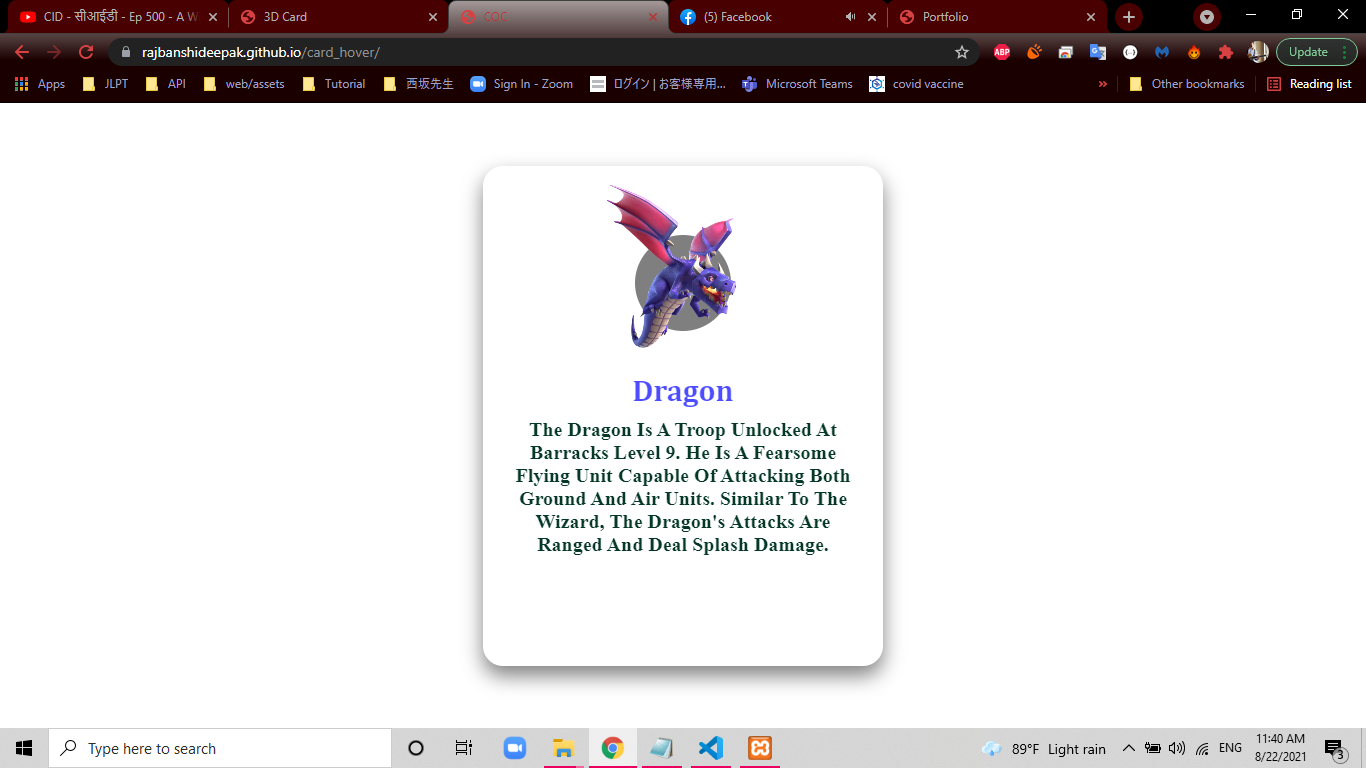 CID - सीआईडी - Ep 500 - A W
3D Card
COC
(5) Facebook
Portfolio
rajbanshideepak.github.io/card_hover/
ABP
Update
Apps
JLPT
API
web/assets
Tutorial
西坂先生
Sign In - Zoom
ログイン | お客様専用...
Microsoft Teams
covid vaccine
»
Other bookmarks
Reading list
Dragon
The Dragon Is A Troop Unlocked At
Barracks Level 9. He Is A Fearsome
Flying Unit Capable Of Attacking Both
Ground And Air Units. Similar To The
Wizard, The Dragon's Attacks Are
Ranged And Deal Splash Damage.
Type here to search
89°F Light rain
ENG
11:40 AM
8/22/2021
3